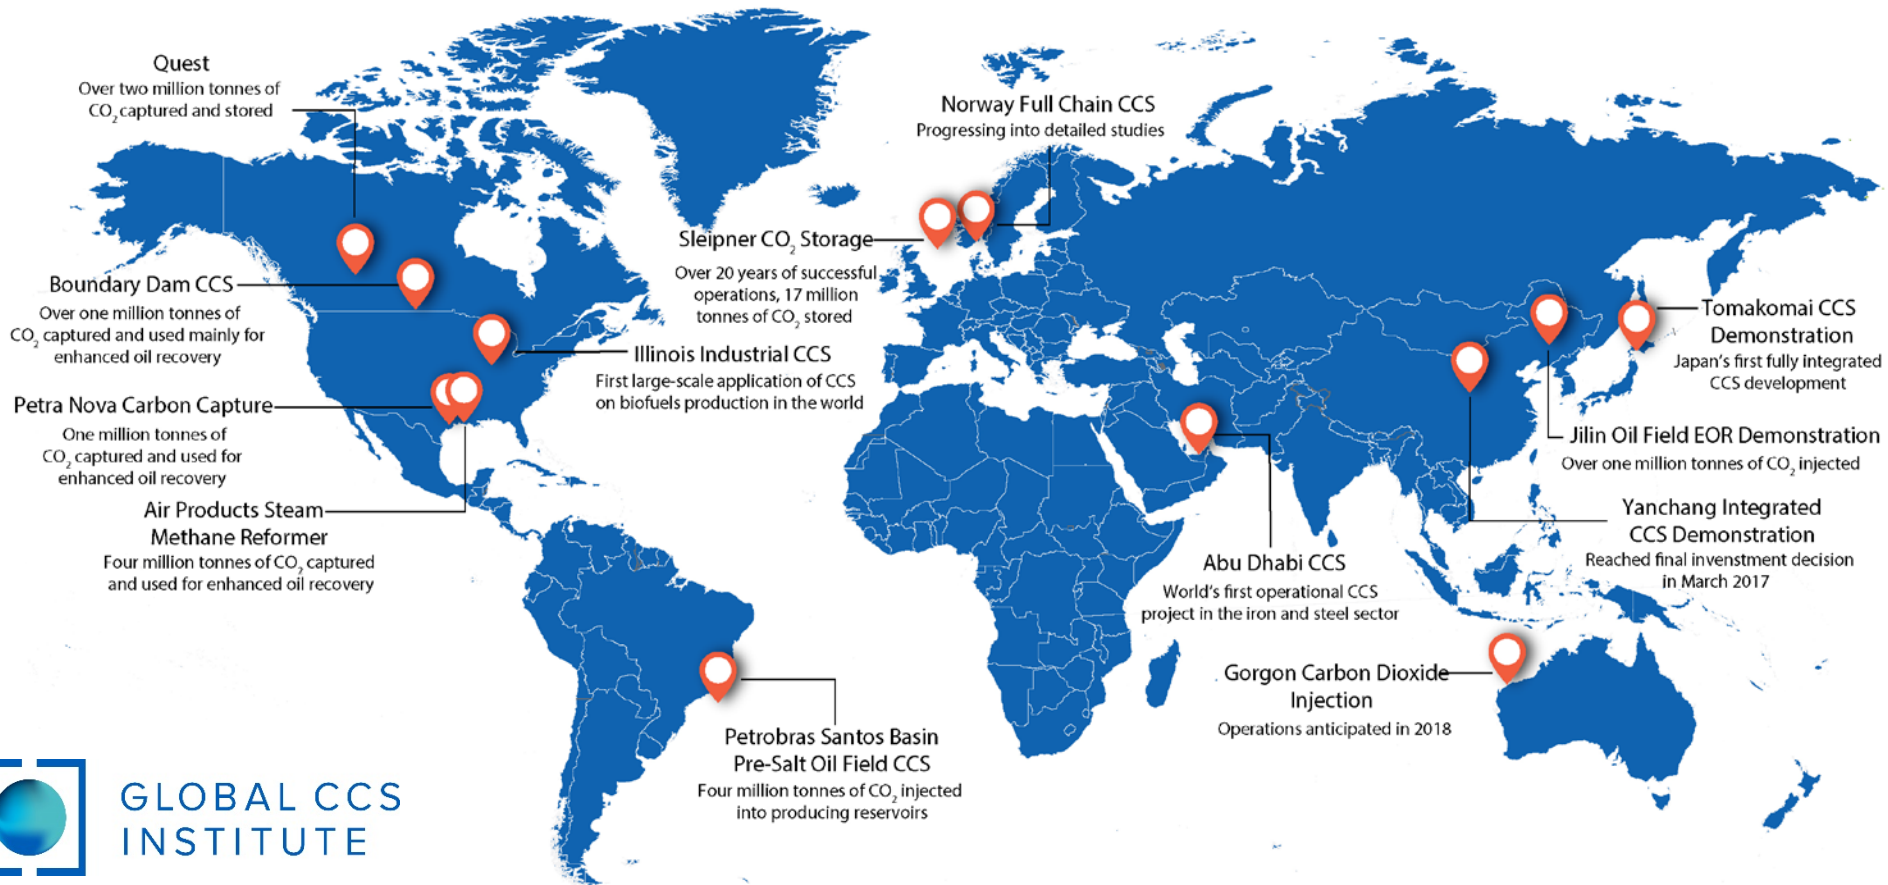 Quest
Over two million tonnes of
CO₂ captured and stored
Norway Full Chain CCS
Progressing into detailed studies
Sleipner CO₂ Storage
Over 20 years of successful
operations, 17 million
tonnes of CO₂ stored
Boundary Dam CCS
Over one million tonnes of
CO₂ captured and used mainly for
enhanced oil recovery
Illinois Industrial CCS
First large-scale application of CCS
on biofuels production in the world
Petra Nova Carbon Capture
One million tonnes of
CO₂ captured and used for
enhanced oil recovery
Air Products Steam
Methane Reformer
Four million tonnes of CO₂ captured
and used for enhanced oil recovery
Tomakomai CCS
Demonstration
Japan's first fully integrated
CCS development
Jilin Oil Field EOR Demonstration
Over one million tonnes of CO₂ injected
Yanchang Integrated
CCS Demonstration
Reached final invenstment decision
in March 2017
Abu Dhabi CCS
World's first operational CCS
project in the iron and steel sector
Gorgon Carbon Dioxide
Injection
Operations anticipated in 2018
Petrobras Santos Basin
Pre-Salt Oil Field CCS
Four million tonnes of CO₂ injected
into producing reservoirs
GLOBAL CCS
INSTITUTE